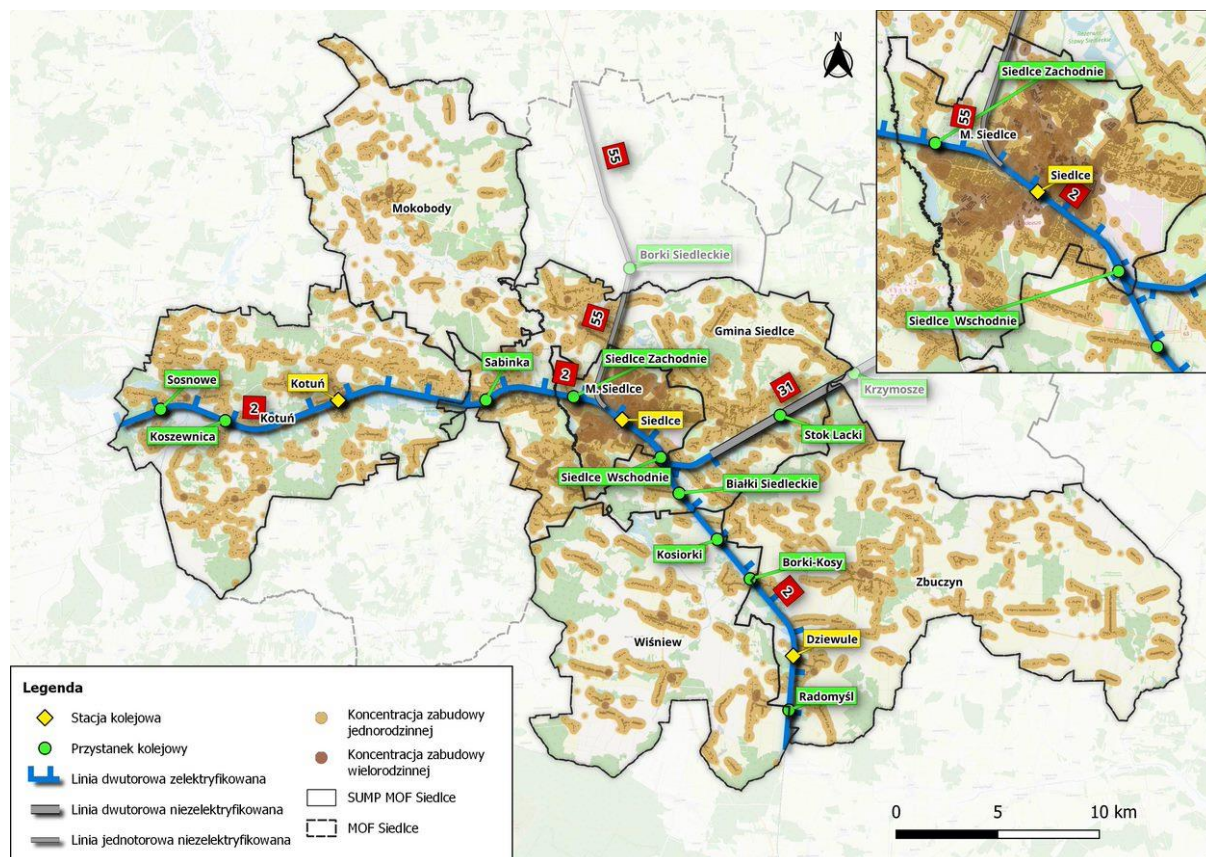 N
Rezerwat
Stawy Siedleckie
Siedlce Zachodnie
55
M. Siedlce
Siedlce
2
Siedlce Wschodnie
55
Mokobody
Borki Siedleckie
55
Gmina Siedlce
Siedlce Zachodnie
Sabinka
2
M. Siedlce
Krzymosze
31
Kotuń
Sosnowe
2
Kotuń
Koszewnica
Siedlce
Stok Lacki
Siedlce Wschodnie
Białki Siedleckie
Kosiorki
Borki-Kosy
2
Zbuczyn
Wiśniew
Dziewule
Radomyśl
Legenda
Stacja kolejowa
Przystanek kolejowy
Linia dwutorowa zelektryfikowana
Linia dwutorowa niezelektryfikowana
Linia jednotorowa niezelektryfikowana
Koncentracja zabudowy
jednorodzinnej
Koncentracja zabudowy
wielorodzinnej
SUMP MOF Siedlce
MOF Siedlce
0 5 10 km